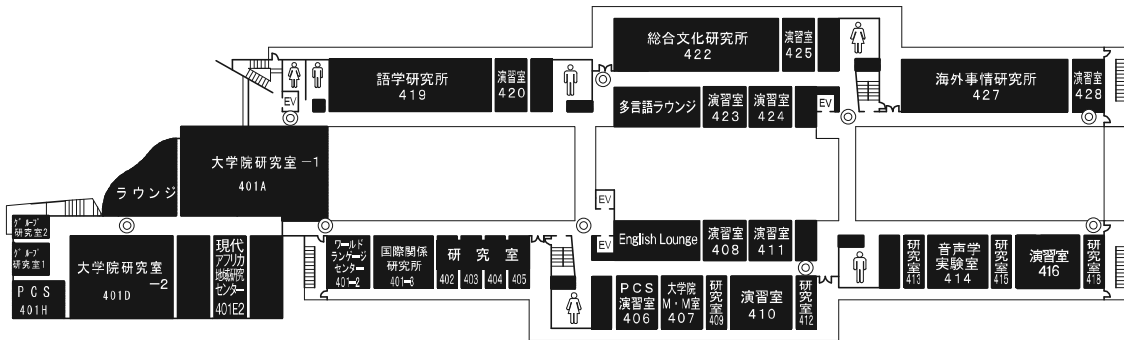 総合文化研究所
422
演習室
425
語学研究所
419
演習室
420
海外事情研究所
427
演習室
428
EV
多言語ラウンジ
演習室
423
演習室
424
EV
大学院研究室－1
401A
ラウンジ
EV
EV
グループ
研究室2
グループ
研究室1
PCS
401H
大学院研究室
－2
401D
現代
アフリカ
地域研究
センター
401E2
ワールド
ランゲージ
センター
401－2
国際関係
研究所
401－3
研究室
402
403
404
405
English Lounge
演習室
408
演習室
411
PCS
演習室
406
大学院
M・M室
407
研究室
409
演習室
410
研究室
412
研究室
413
音声学
実験室
414
研究室
415
演習室
416
研究室
418